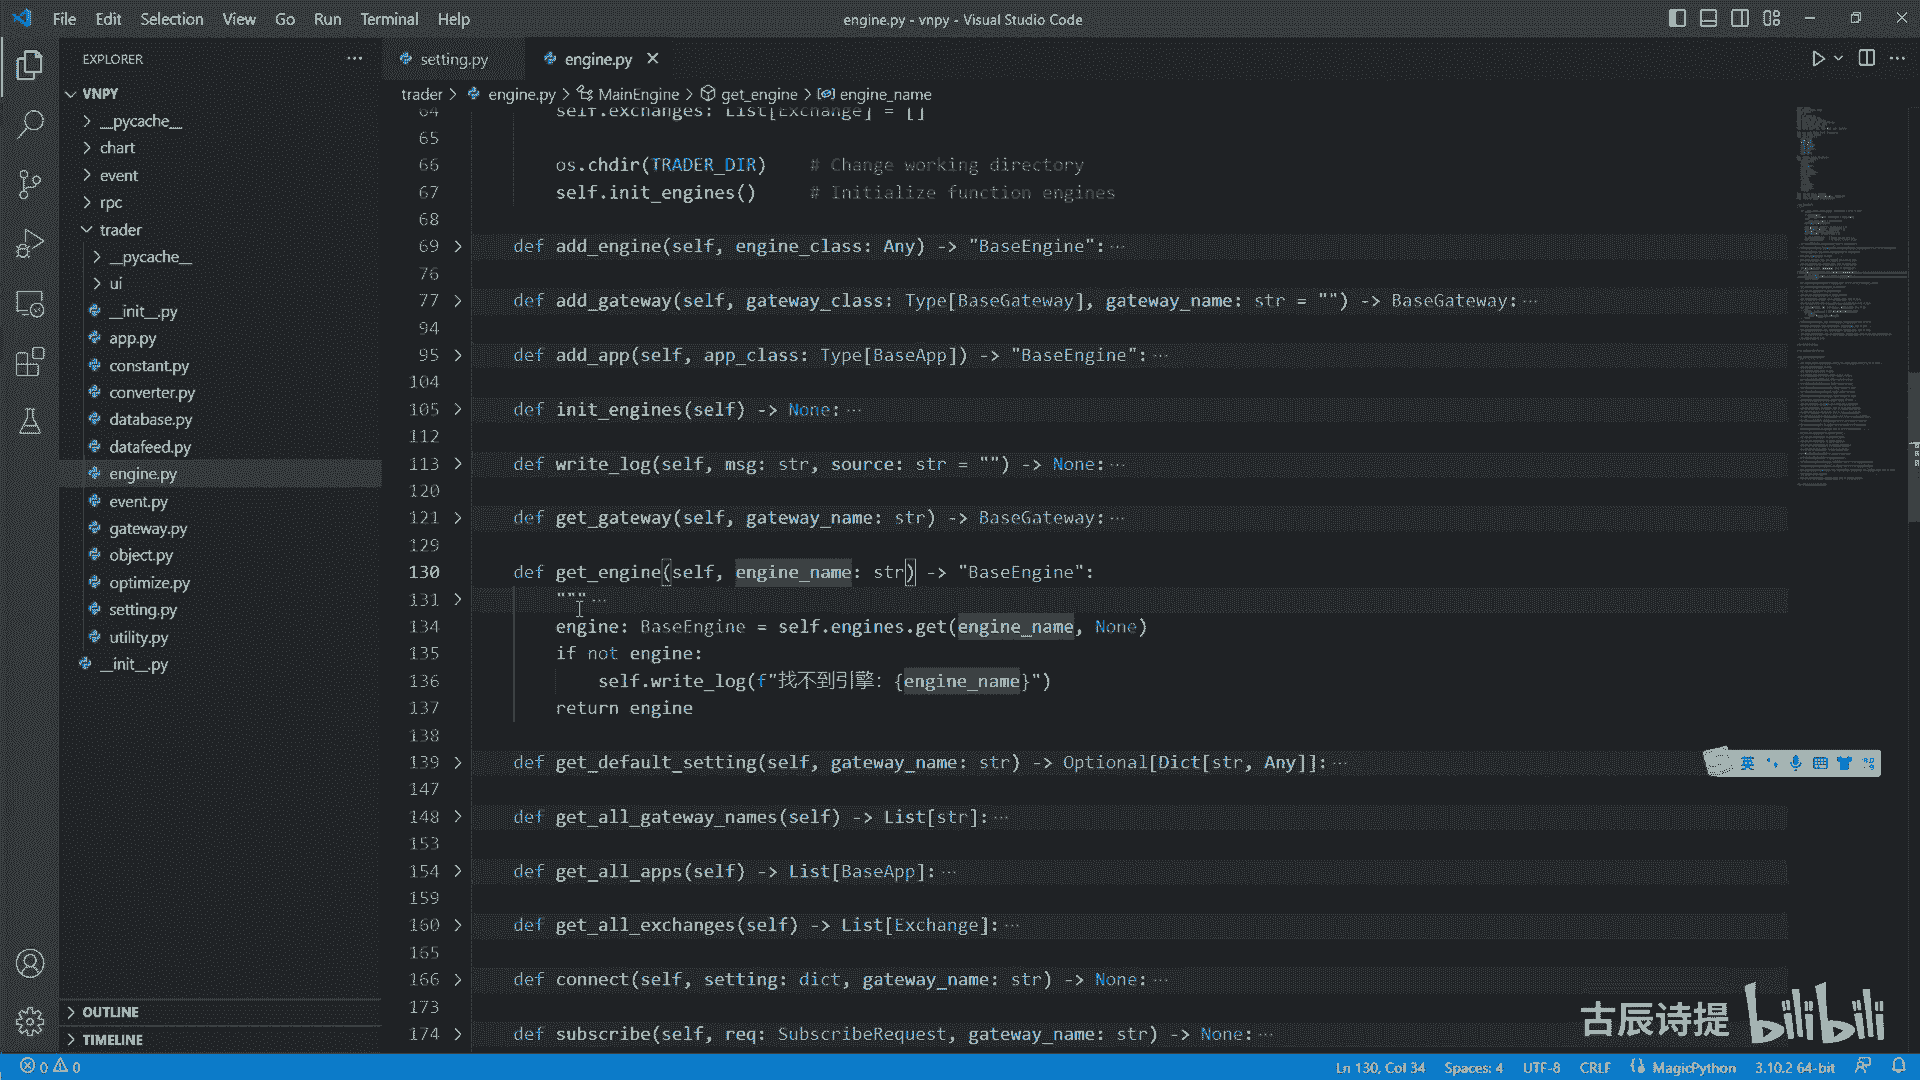 File Edit Selection View Go Run Terminal Help
engine.py - vnpy - Visual Studio Code
EXPLORER
VNPY
__pycache__
chart
event
rpc
trader
__pycache__
ui
__init__.py
app.py
constant.py
converter.py
database.py
datafeed.py
engine.py
event.py
gateway.py
object.py
optimize.py
setting.py
utility.py
__init__.py
OUTLINE
TIMELINE
setting.py engine.py
trader > engine.py > MainEngine > get_engine > engine_name
64 self.exchanges: List[Exchange] = []
65
66 os.chdir(TRADER_DIR) # Change working directory
67 self.init_engines() # Initialize function engines
68
69 def add_engine(self, engine_class: Any) -> "BaseEngine":…
76
77 def add_gateway(self, gateway_class: Type[BaseGateway], gateway_name: str = "") -> BaseGateway:…
94
95 def add_app(self, app_class: Type[BaseApp]) -> "BaseEngine":…
104
105 def init_engines(self) -> None:…
112
113 def write_log(self, msg: str, source: str = "") -> None:…
120
121 def get_gateway(self, gateway_name: str) -> BaseGateway:…
129
130 def get_engine(self, engine_name: str) -> "BaseEngine":
131 """…
134 engine: BaseEngine = self.engines.get(engine_name, None)
135 if not engine:
136 self.write_log(f"找不到引擎：{engine_name}")
137 return engine
138
139 def get_default_setting(self, gateway_name: str) -> Optional[Dict[str, Any]]:…
147
148 def get_all_gateway_names(self) -> List[str]:…
153
154 def get_all_apps(self) -> List[BaseApp]:…
159
160 def get_all_exchanges(self) -> List[Exchange]:…
165
166 def connect(self, setting: dict, gateway_name: str) -> None:…
173
174 def subscribe(self, req: SubscribeRequest, gateway_name: str) -> None:…
英
古辰诗提 bilibili
0 0
Ln 130, Col 34 Spaces: 4 UTF-8 CRLF MagicPython 3.10.2 64-bit